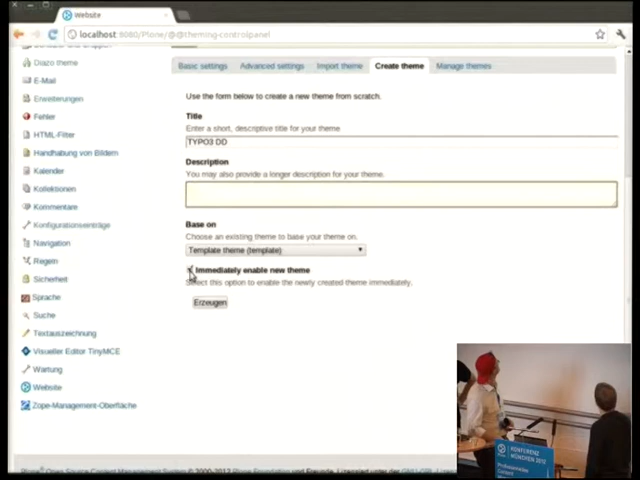 Website
localhost:8080/Plone/@@theming-controlpanel
Diazo theme
E-Mail
Erweiterungen
Fehler
HTML-Filter
Handhabung von Bildern
Kalender
Kollektionen
Kommentare
Konfigurationseinträge
Navigation
Regeln
Sicherheit
Sprache
Suche
Textauszeichnung
Visueller Editor TinyMCE
Wartung
Website
Zope-Management-Oberfläche
Basic settings
Advanced settings
Import theme
Create theme
Manage themes
Use the form below to create a new theme from scratch.
Title
Enter a short, descriptive title for your theme
TYPO3 DD
Description
You may also provide a longer description for your theme.
Base on
Choose an existing theme to base your theme on.
Template theme (template)
Immediately enable new theme
Select this option to enable the newly created theme immediately.
Erzeugen
KONFERENZ
MÜNCHEN 2012
Professionelles
Content